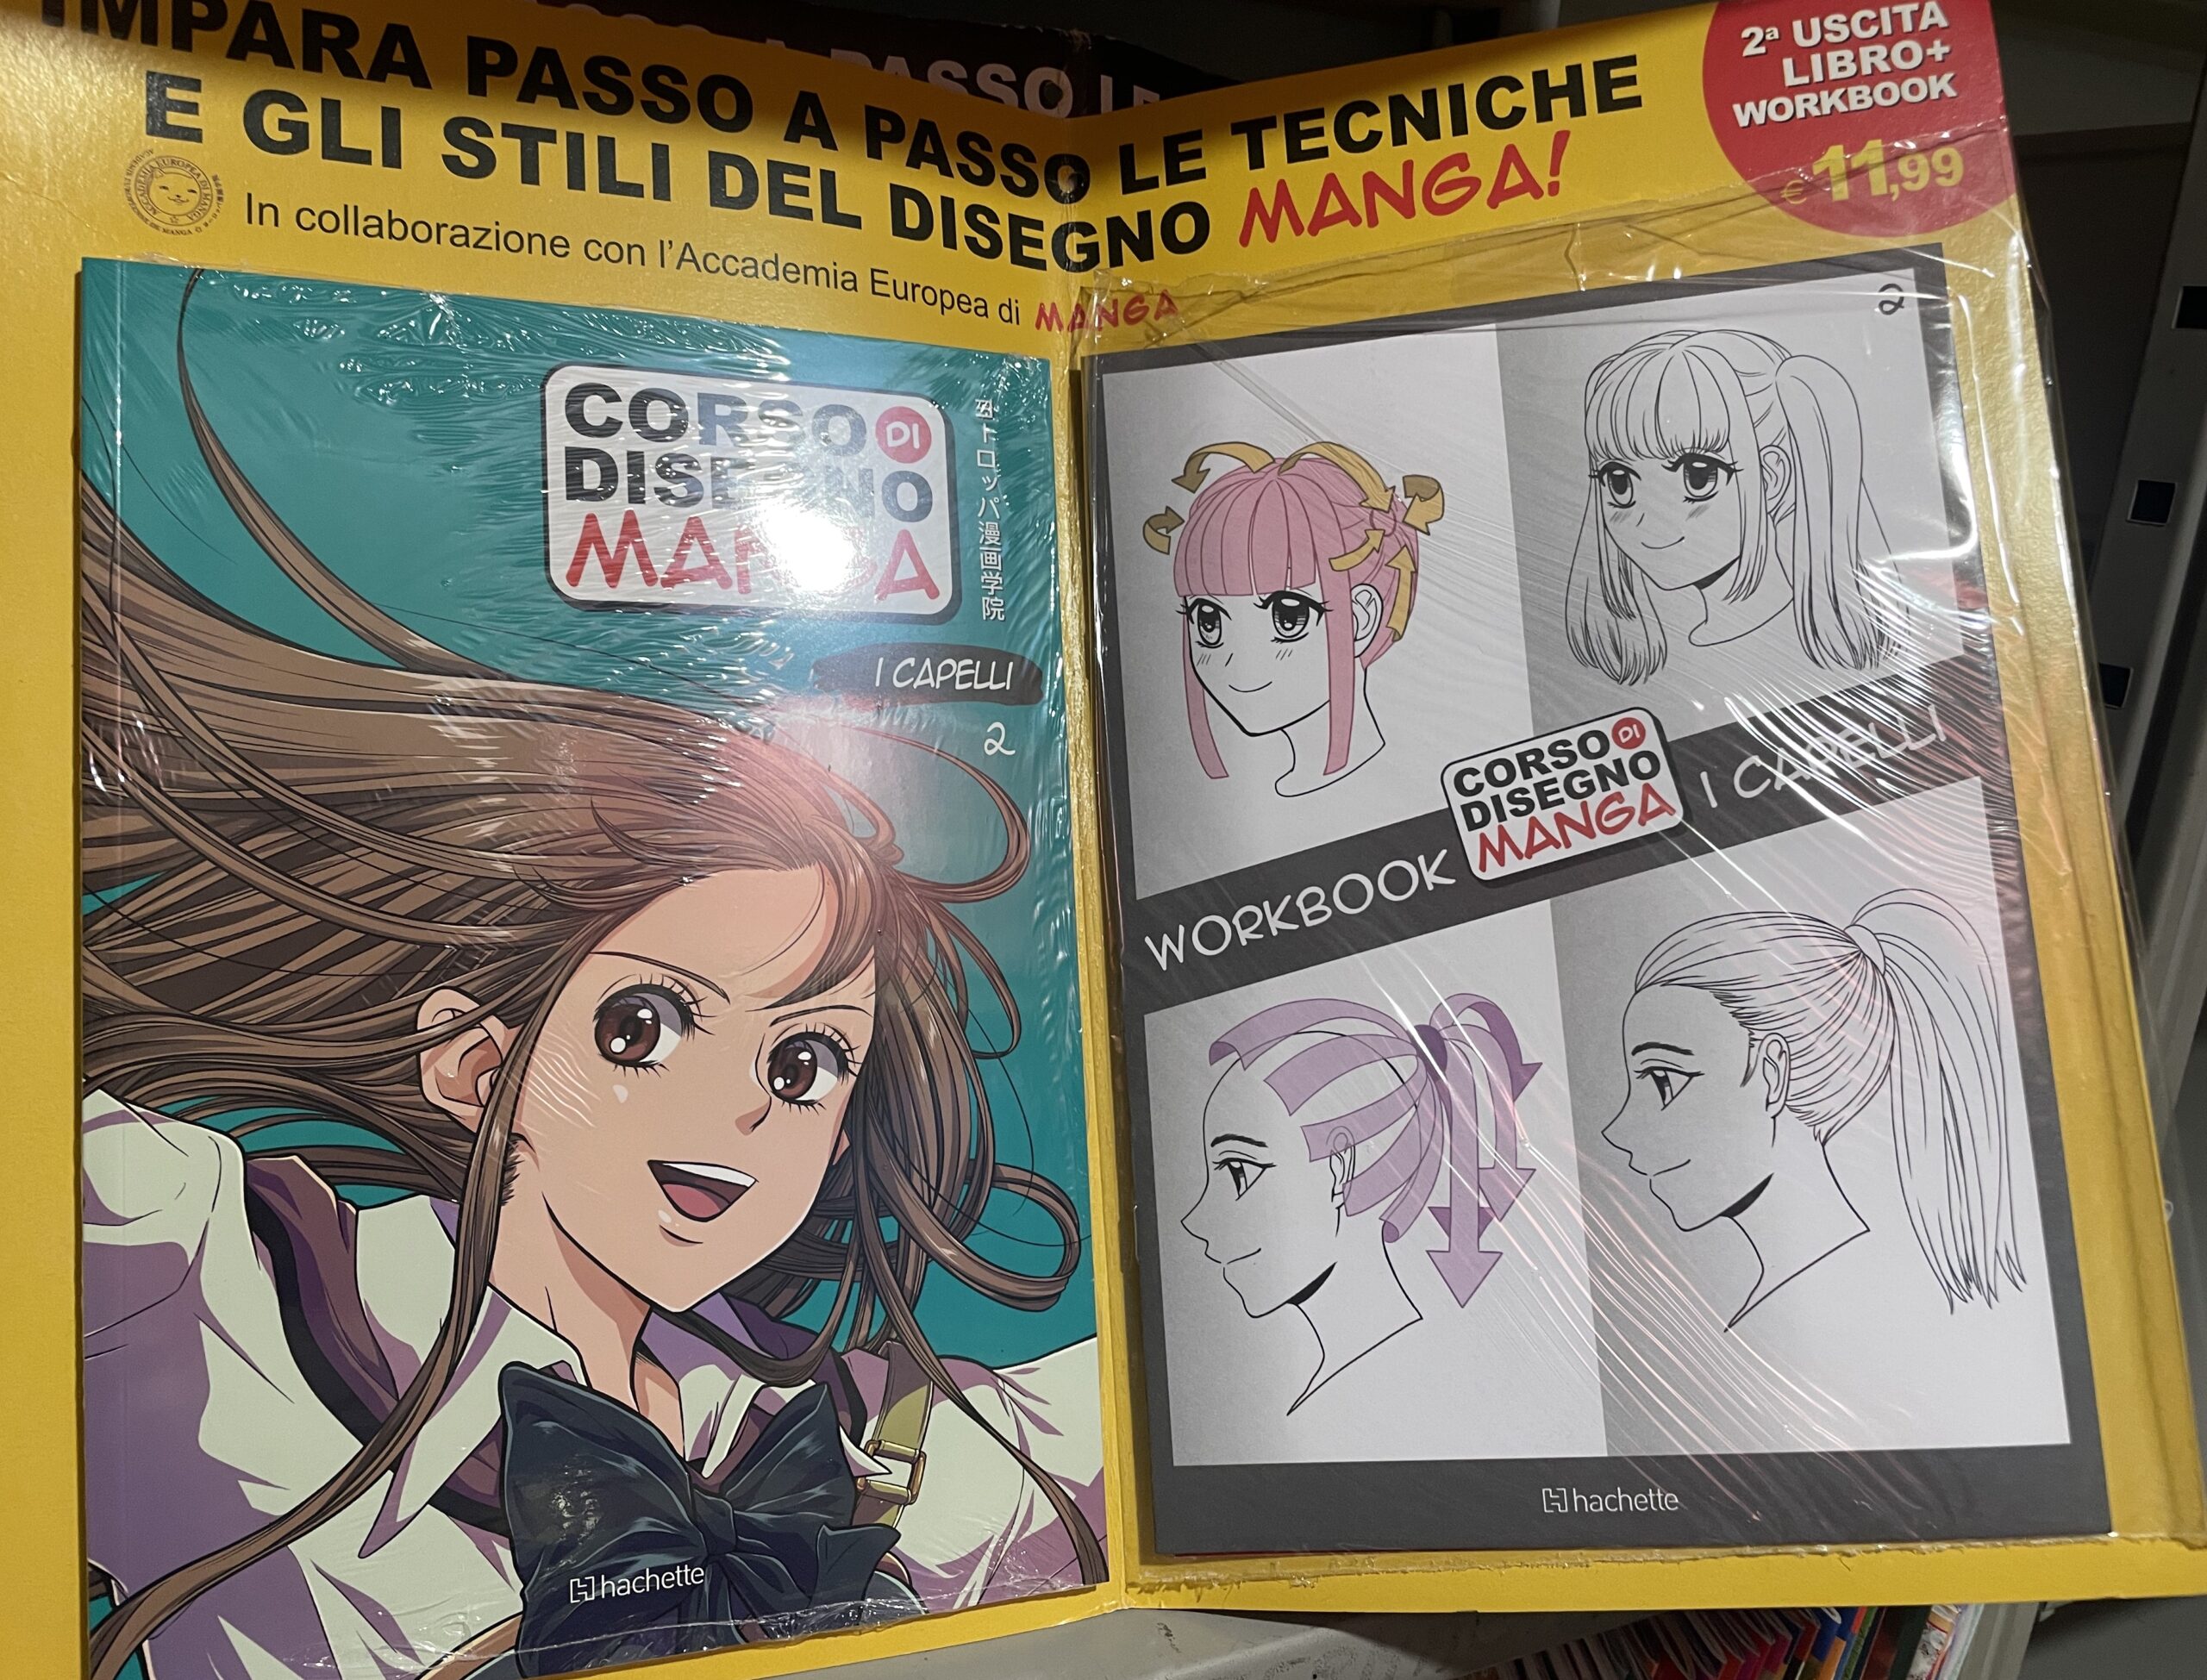 IMPARA PASSO A PASSO LE TECNICHE
E GLI STILI DEL DISEGNO MANGA!
In collaborazione con l'Accademia Europea di MANGA
2ª USCITA
LIBRO+
WORKBOOK
€ 11,99
CORSO DI
DISEGNO
MANGA
ロッパ漫画学院
I CAPELLI
2
hachette
2
WORKBOOK
CORSO DI
DISEGNO
MANGA
I CAPELLI
hachette